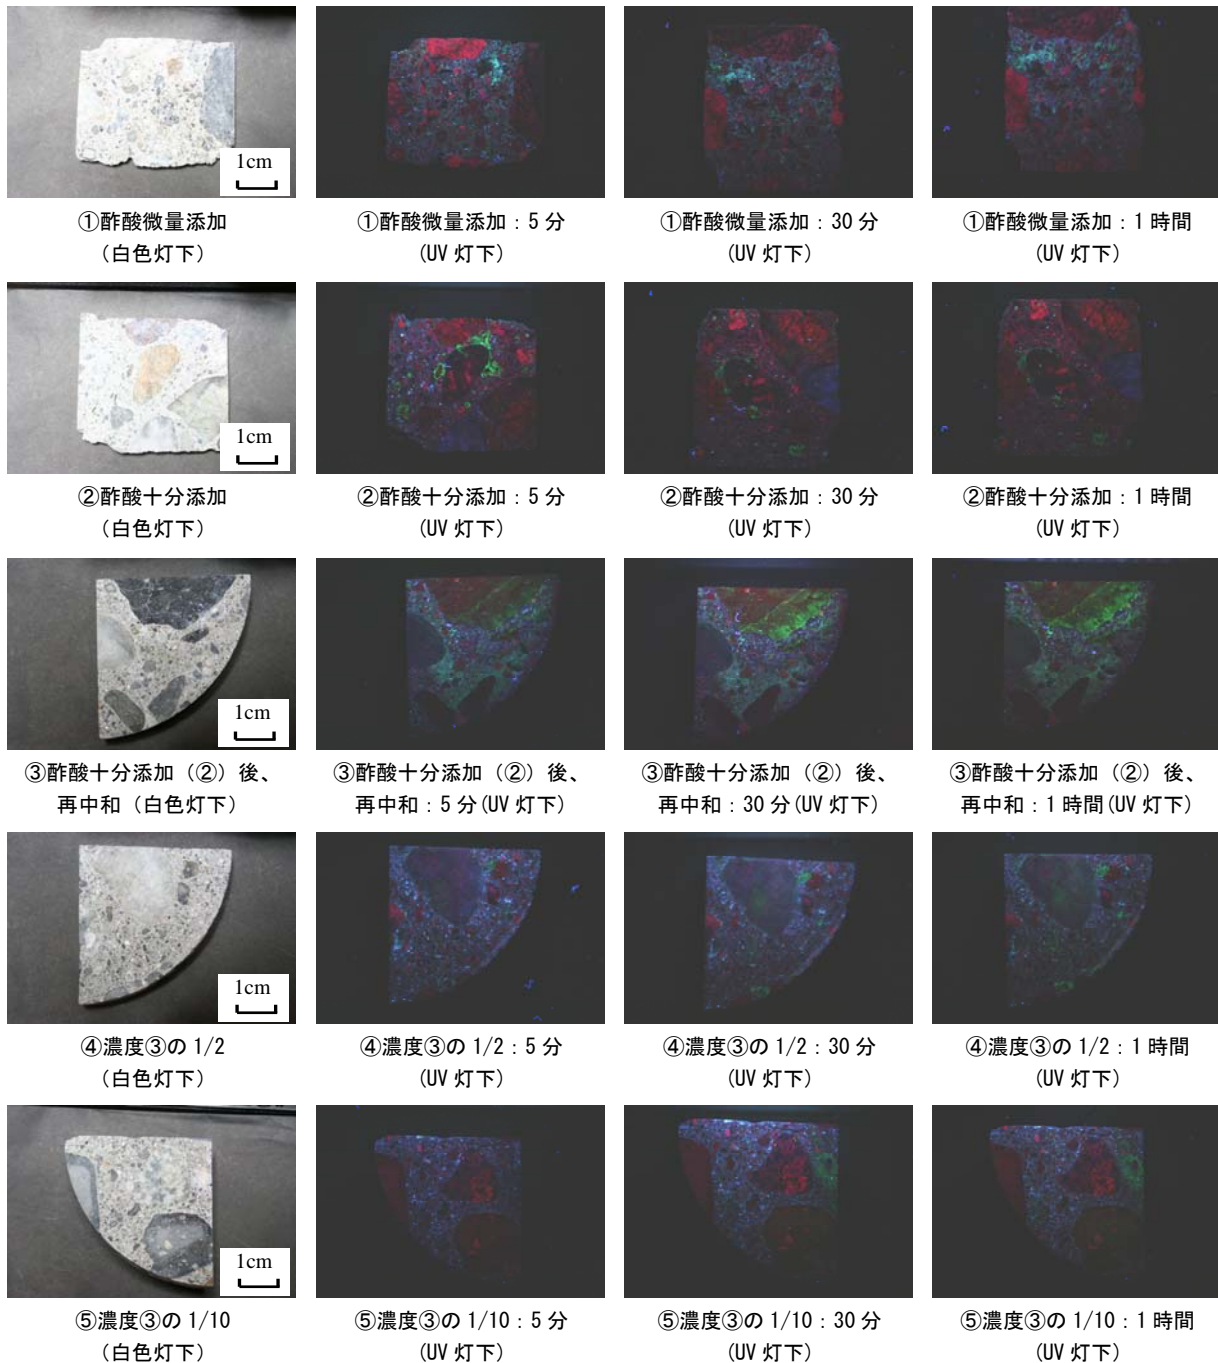 1cm
①酢酸微量添加
（白色灯下）
①酢酸微量添加：5 分
(UV 灯下)
①酢酸微量添加：30 分
(UV 灯下)
①酢酸微量添加：1 時間
(UV 灯下)
1cm
②酢酸十分添加
（白色灯下）
②酢酸十分添加：5 分
(UV 灯下)
②酢酸十分添加：30 分
(UV 灯下)
②酢酸十分添加：1 時間
(UV 灯下)
1cm
③酢酸十分添加（②）後、
再中和（白色灯下）
③酢酸十分添加（②）後、
再中和：5 分(UV 灯下)
③酢酸十分添加（②）後、
再中和：30 分(UV 灯下)
③酢酸十分添加（②）後、
再中和：1 時間(UV 灯下)
1cm
④濃度③の 1/2
（白色灯下）
④濃度③の 1/2：5 分
(UV 灯下)
④濃度③の 1/2：30 分
(UV 灯下)
④濃度③の 1/2：1 時間
(UV 灯下)
1cm
⑤濃度③の 1/10
（白色灯下）
⑤濃度③の 1/10：5 分
(UV 灯下)
⑤濃度③の 1/10：30 分
(UV 灯下)
⑤濃度③の 1/10：1 時間
(UV 灯下)